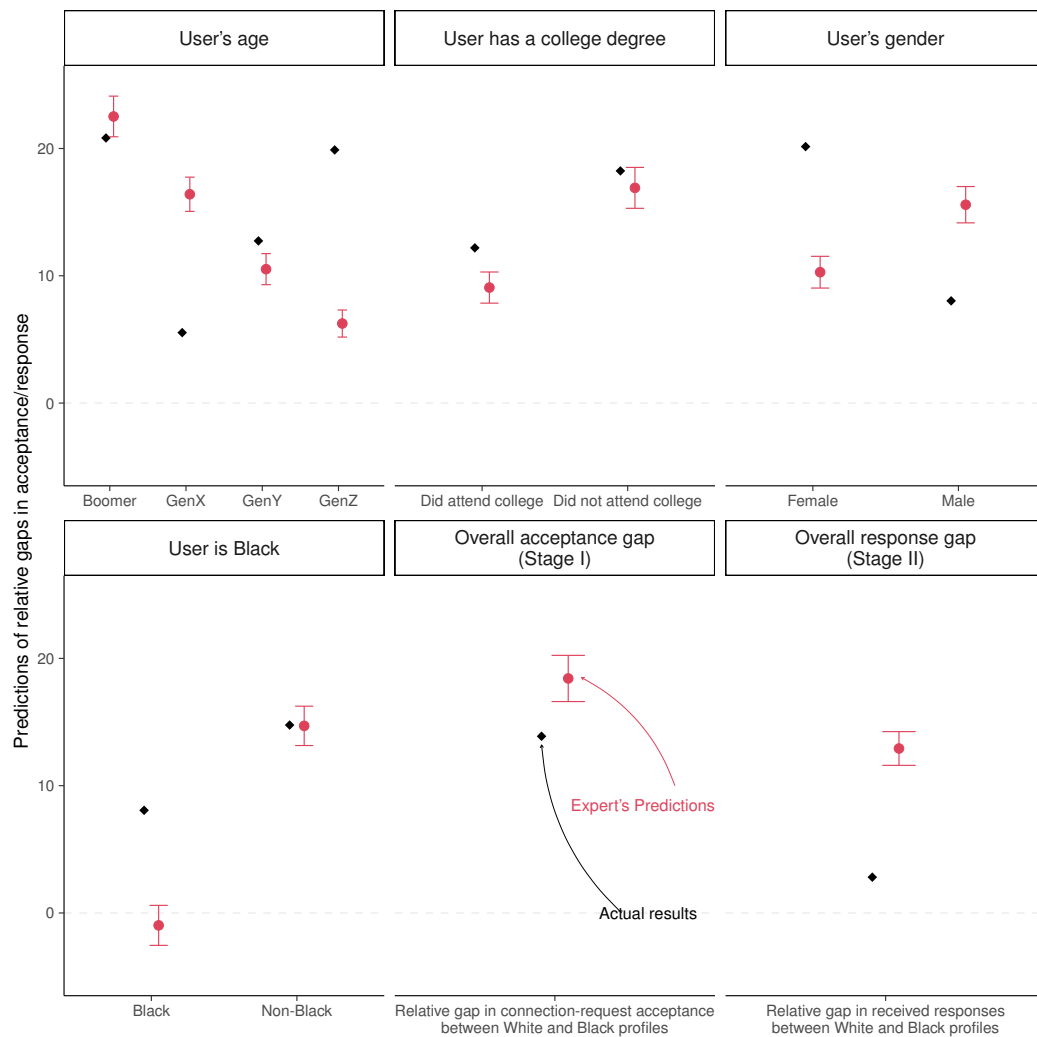 Predictions of relative gaps in acceptance/response
User's age
User has a college degree
User's gender
20
10
0
Boomer
GenX
GenY
GenZ
Did attend college
Did not attend college
Female
Male
User is Black
Overall acceptance gap
(Stage I)
Overall response gap
(Stage II)
20
10
0
Expert's Predictions
Actual results
Black
Non-Black
Relative gap in connection-request acceptance
between White and Black profiles
Relative gap in received responses
between White and Black profiles